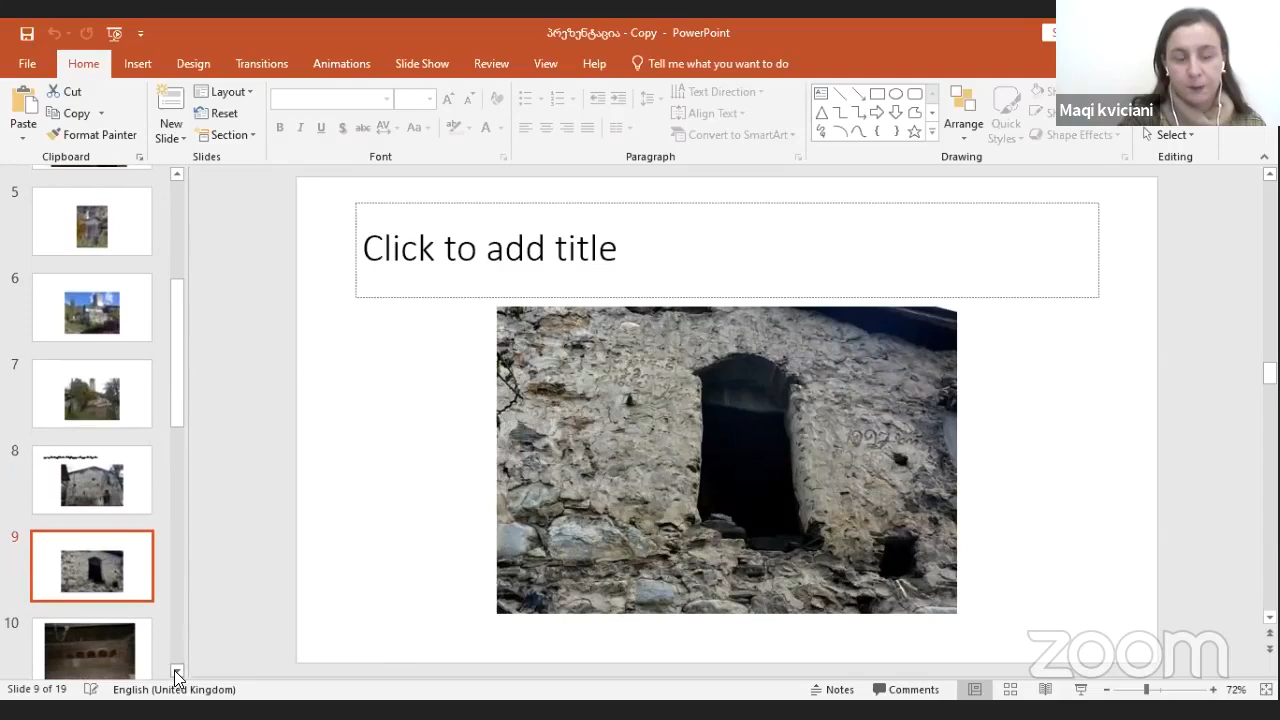 პრეზენტაცია - Copy - PowerPoint
File Home Insert Design Transitions Animations Slide Show Review View Help Tell me what you want to do
Maqi kviciani
Paste
Cut
Copy
Format Painter
Clipboard
New Slide
Layout
Reset
Section
Slides
B I U S abc AV Aa A
Font
Text Direction
Align Text
Convert to SmartArt
Paragraph
Arrange
Quick Styles
Shape Effects
Drawing
Select
Editing
5
6
7
8
9
10
Click to add title
zoom
Slide 9 of 19
English (United Kingdom)
Notes
Comments
72%